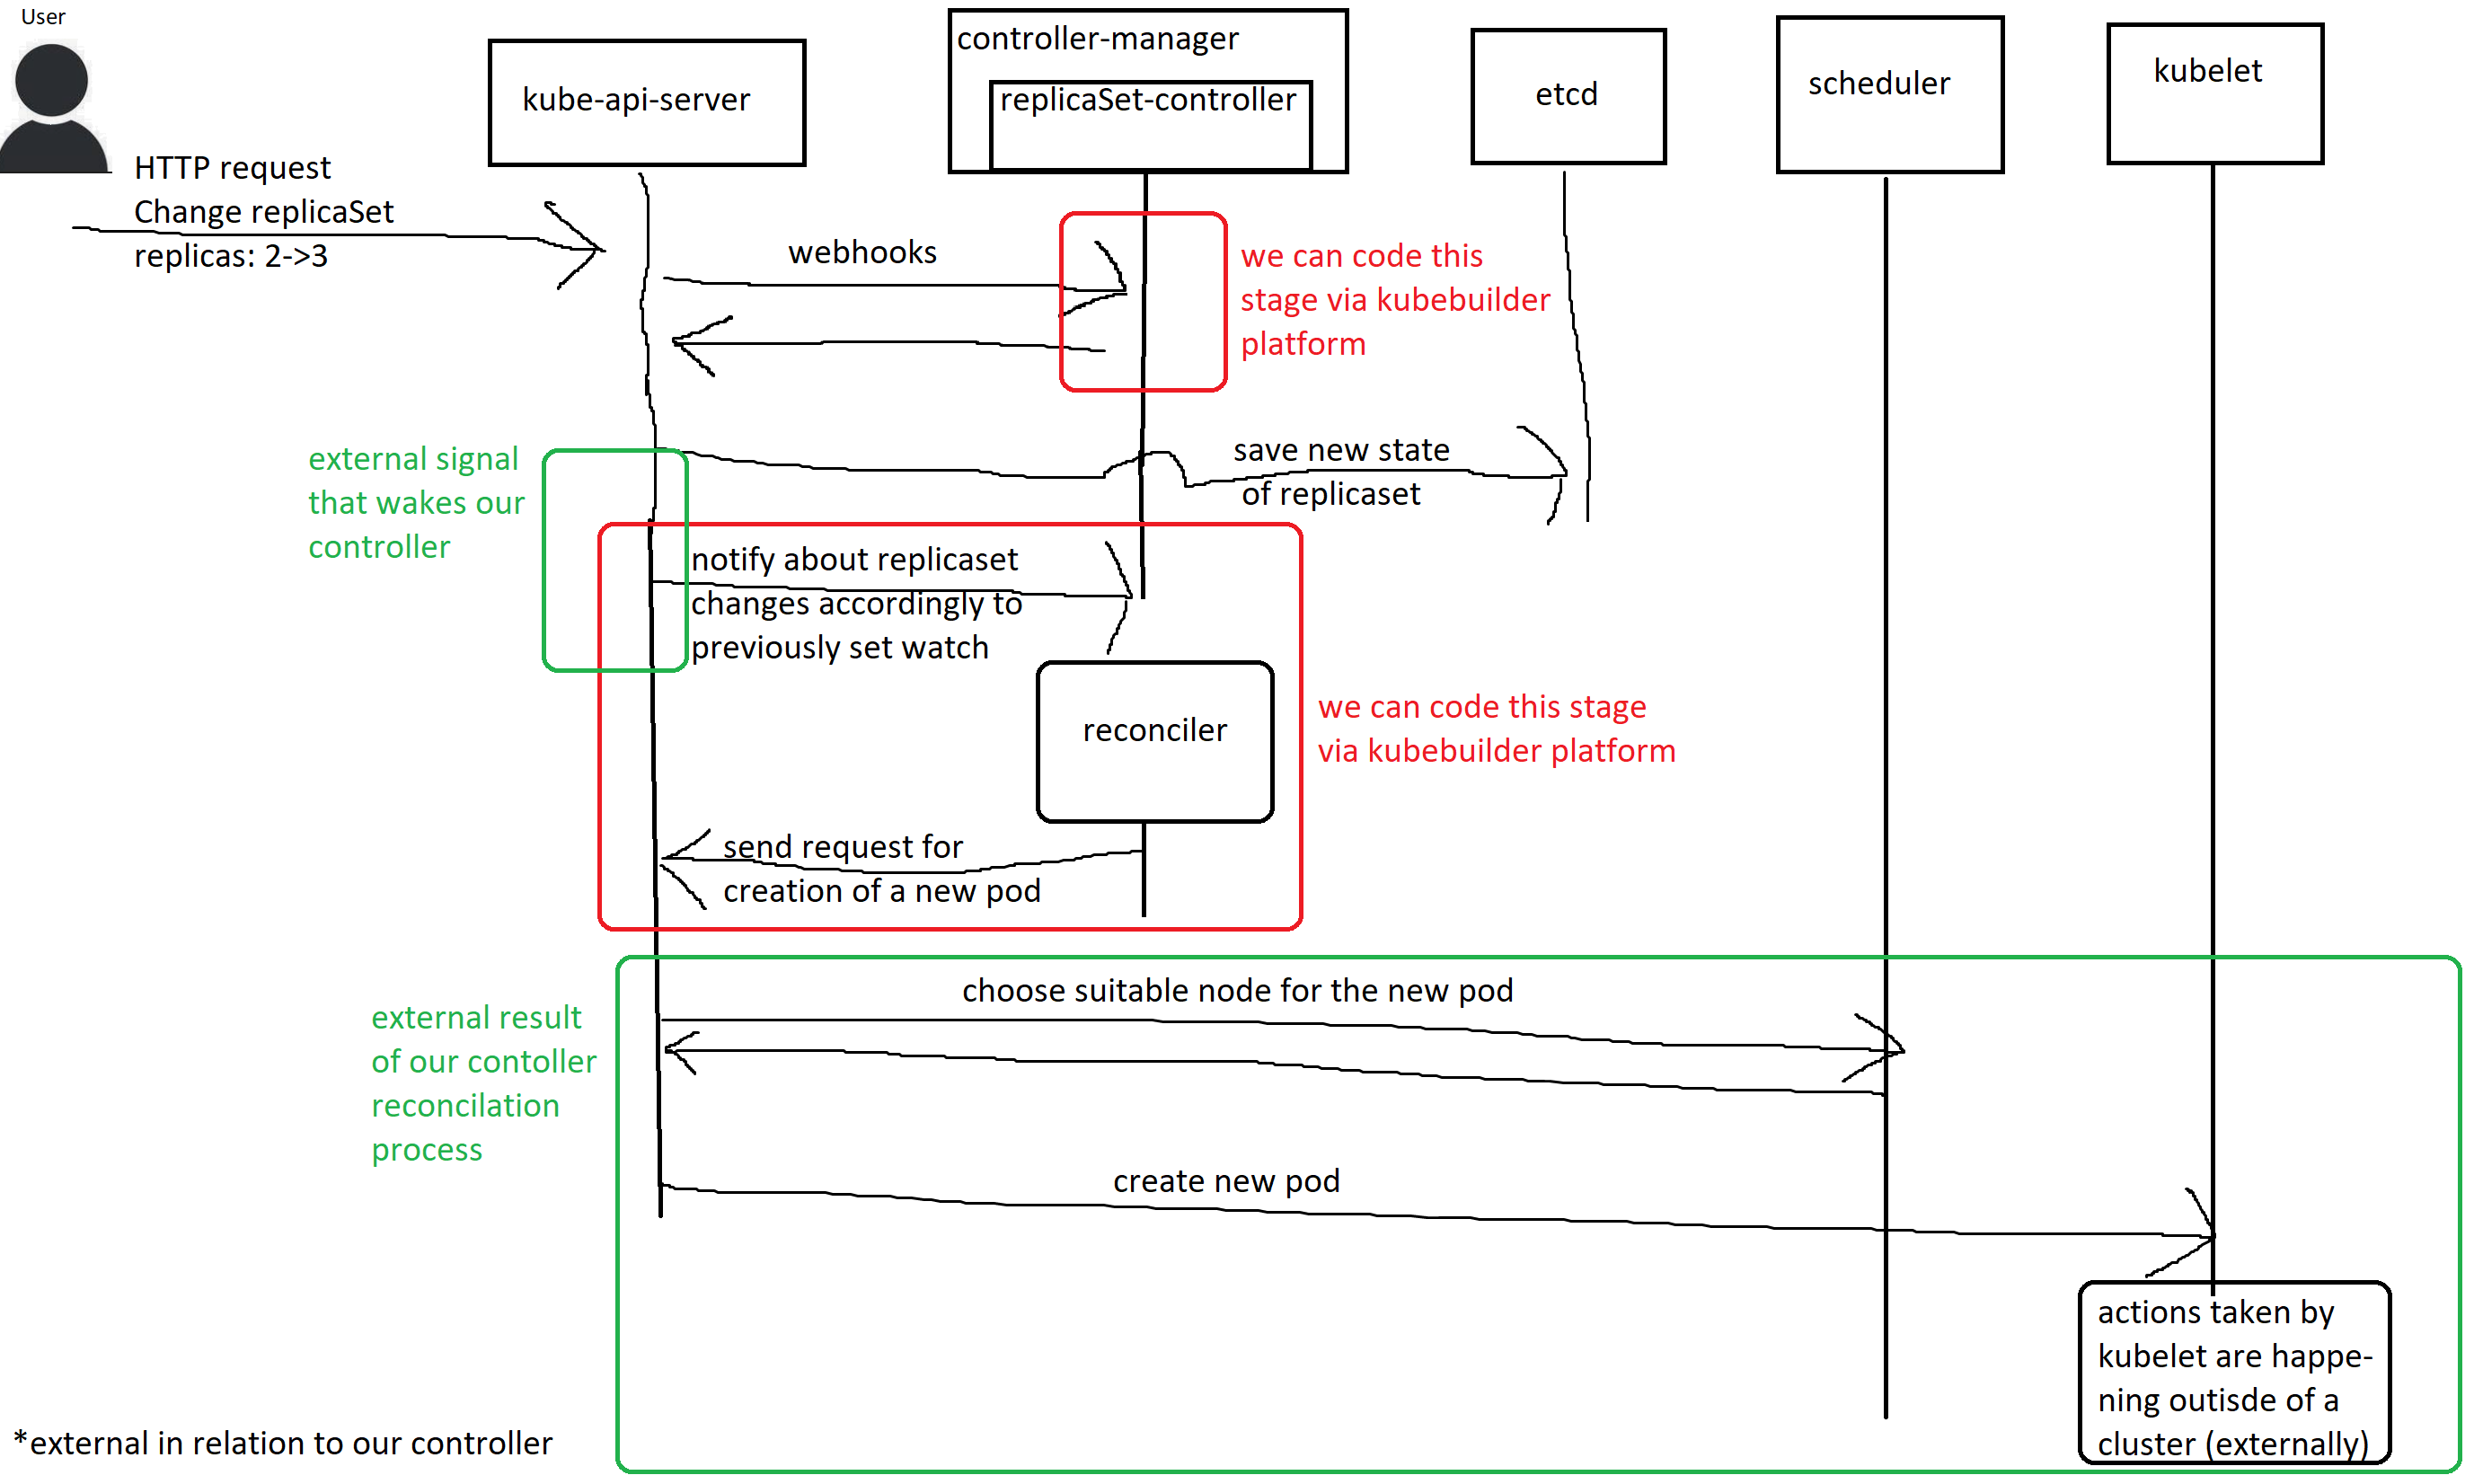 User
kube-api-server
controller-manager
replicaSet-controller
etcd
scheduler
kubelet
HTTP request
Change replicaSet
replicas: 2->3
webhooks
we can code this
stage via kubebuilder
platform
external signal
that wakes our
controller
save new state
of replicaset
notify about replicaset
changes accordingly to
previously set watch
reconciler
we can code this stage
via kubebuilder platform
send request for
creation of a new pod
choose suitable node for the new pod
external result
of our contoller
reconcilation
process
create new pod
actions taken by
kubelet are happe-
ning outisde of a
cluster (externally)
*external in relation to our controller